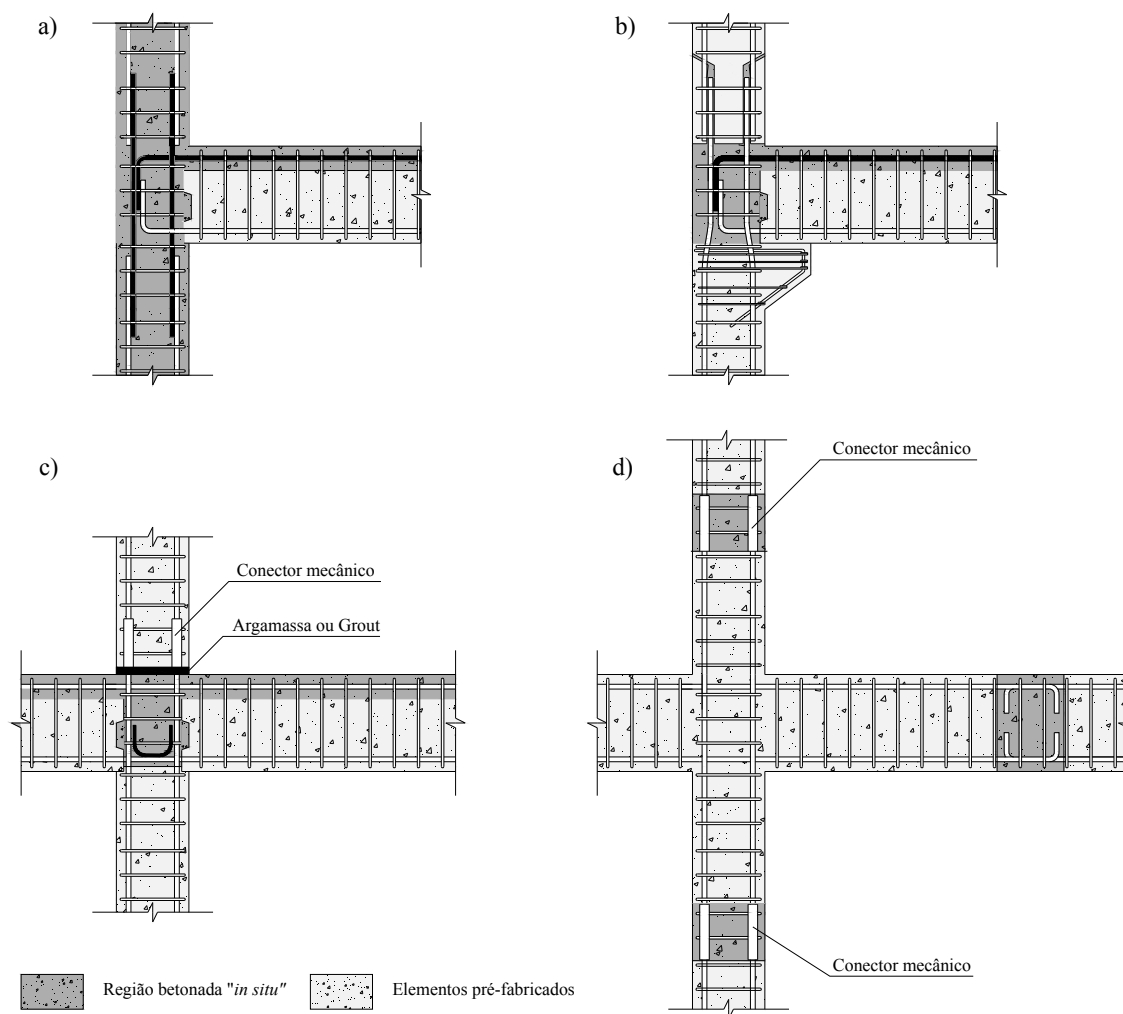 a)
b)
c)
Conector mecânico
Argamassa ou Grout
d)
Conector mecânico
Conector mecânico
Região betonada "in situ"
Elementos pré-fabricados